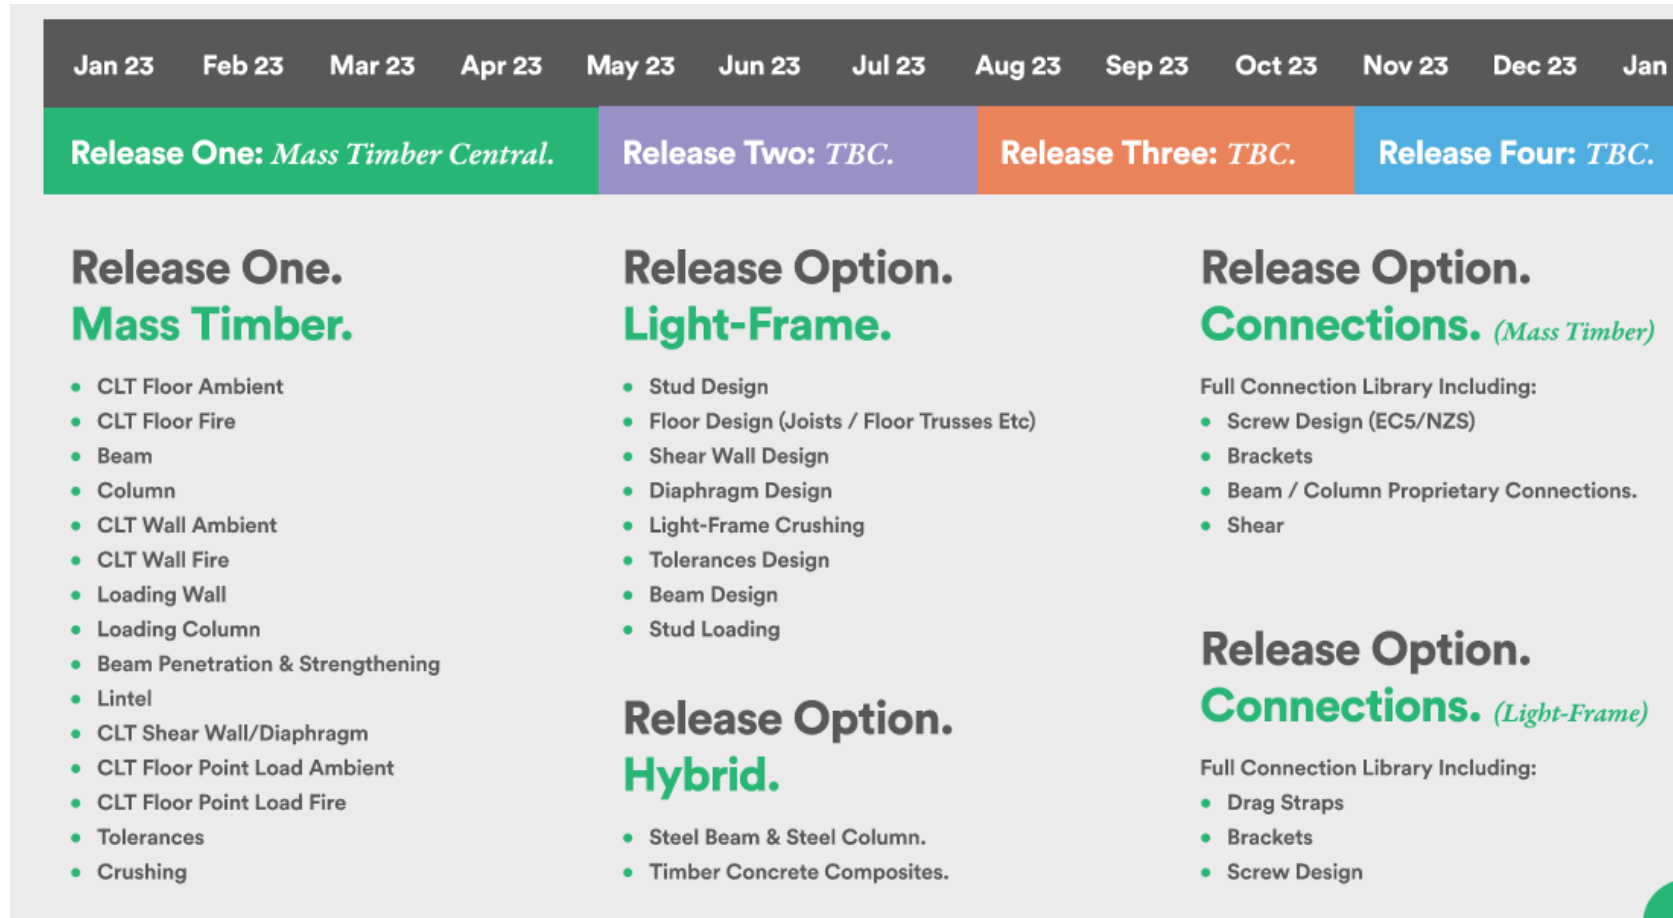 Jan 23 Feb 23 Mar 23 Apr 23 May 23 Jun 23 Jul 23 Aug 23 Sep 23 Oct 23 Nov 23 Dec 23 Jan
Release One: Mass Timber Central. Release Two: TBC. Release Three: TBC. Release Four: TBC.
Release One.
Mass Timber.
• CLT Floor Ambient
• CLT Floor Fire
• Beam
• Column
• CLT Wall Ambient
• CLT Wall Fire
• Loading Wall
• Loading Column
• Beam Penetration & Strengthening
• Lintel
• CLT Shear Wall/Diaphragm
• CLT Floor Point Load Ambient
• CLT Floor Point Load Fire
• Tolerances
• Crushing
Release Option.
Light-Frame.
• Stud Design
• Floor Design (Joists / Floor Trusses Etc)
• Shear Wall Design
• Diaphragm Design
• Light-Frame Crushing
• Tolerances Design
• Beam Design
• Stud Loading
Release Option.
Hybrid.
• Steel Beam & Steel Column.
• Timber Concrete Composites.
Release Option.
Connections. (Mass Timber)
Full Connection Library Including:
• Screw Design (EC5/NZS)
• Brackets
• Beam / Column Proprietary Connections.
• Shear
Release Option.
Connections. (Light-Frame)
Full Connection Library Including:
• Drag Straps
• Brackets
• Screw Design